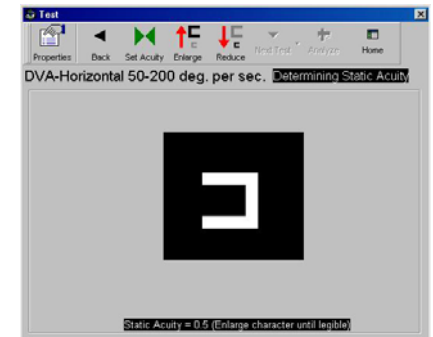 Test
Properties Back Set Acuity Enlarge Reduce Next Test Analyze Home
DVA-Horizontal 50-200 deg. per sec. Determining Static Acuity
Static Acuity = 0.5 (Enlarge character until legible)